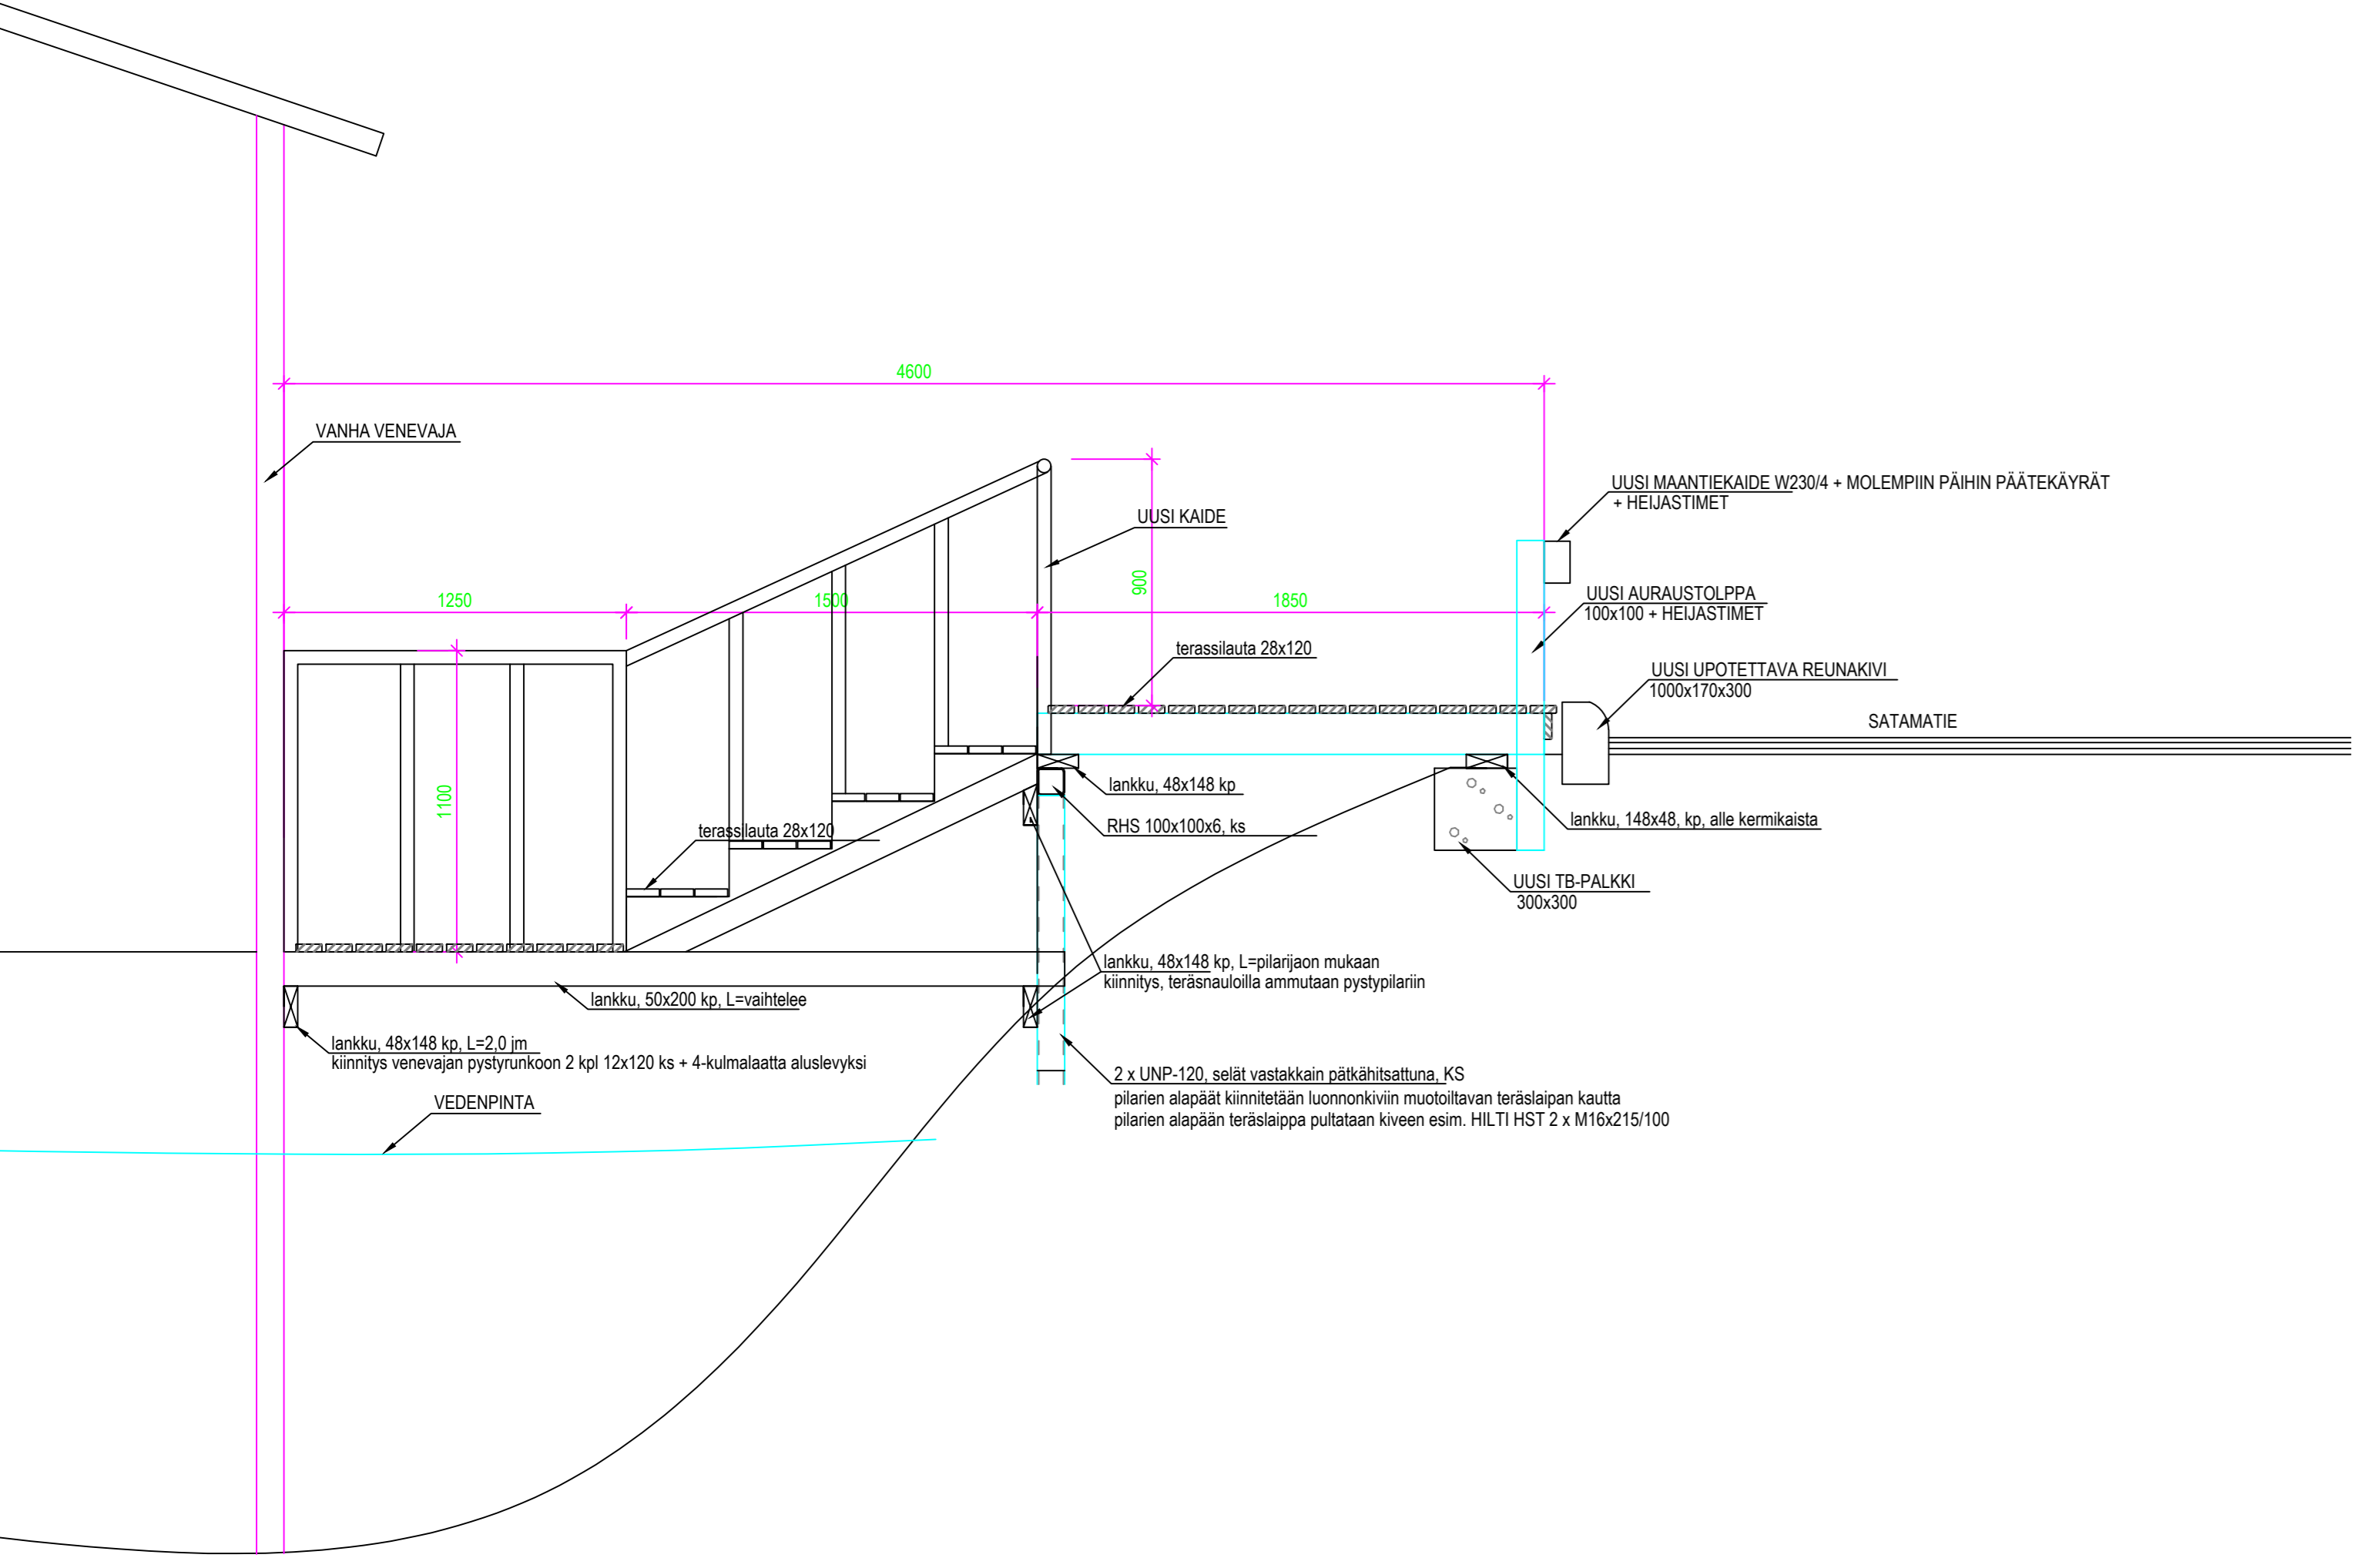 4600
VANHA VENEVAJA
UUSI MAANTIEKAIDE W230/4 + MOLEMPIIN PÄIHIN PÄÄTEKÄYRÄT
+ HEIJASTIMET
UUSI KAIDE
900
1250
1500
1850
UUSI AURAUSTOLPPA
100x100 + HEIJASTIMET
terassilauta 28x120
UUSI UPOTETTAVA REUNAKIVI
1000x170x300
SATAMATIE
1100
lankku, 48x148 kp
terassilauta 28x120
RHS 100x100x6, ks
lankku, 148x48, kp, alle kermikaista
UUSI TB-PALKKI
300x300
lankku, 48x148 kp, L=pilarijaon mukaan
kiinnitys, teräsnauloilla ammutaan pystypilariin
lankku, 50x200 kp, L=vaihtelee
lankku, 48x148 kp, L=2,0 jm
kiinnitys venevajan pystyrunkoon 2 kpl 12x120 ks + 4-kulmalaatta aluslevyksi
2 x UNP-120, selät vastakkain pätkähitsattuna, KS
pilarien alapäät kiinnitetään luonnonkiviin muotoiltavan teräslaipan kautta
pilarien alapään teräslaippa pultataan kiveen esim. HILTI HST 2 x M16x215/100
VEDENPINTA